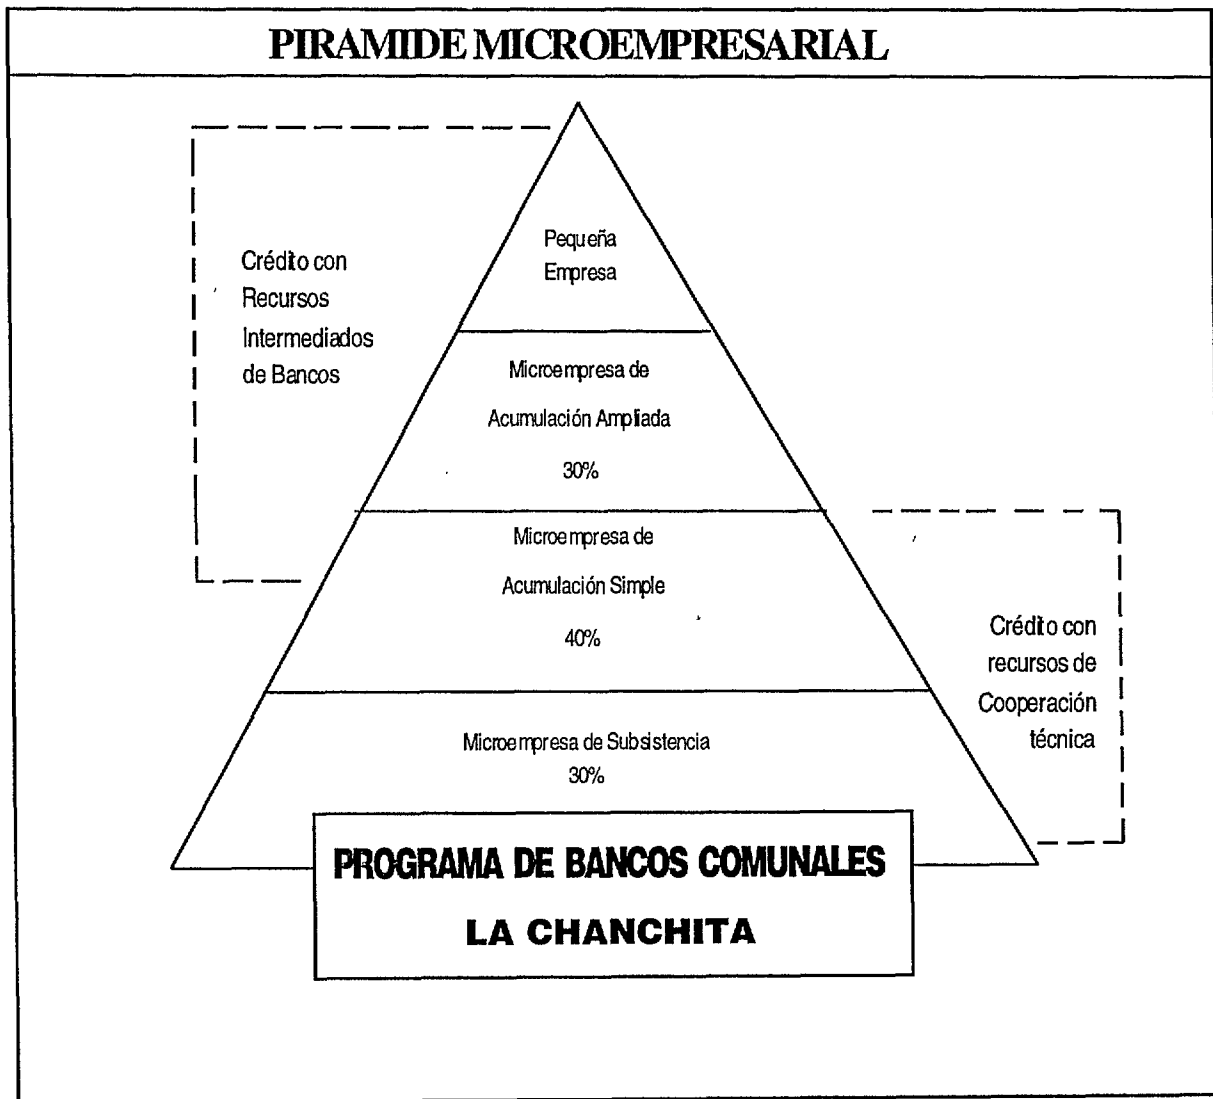 PIRAMIDE MICROEMPRESARIAL
Pequeña
Empresa
Crédito con
Recursos
Intermediados
de Bancos
Microempresa de
Acumulación Ampliada
30%
Microempresa de
Acumulación Simple
40%
Crédito con
recursos de
Cooperación
técnica
Microempresa de Subsistencia
30%
PROGRAMA DE BANCOS COMUNALES
LA CHANCHITA